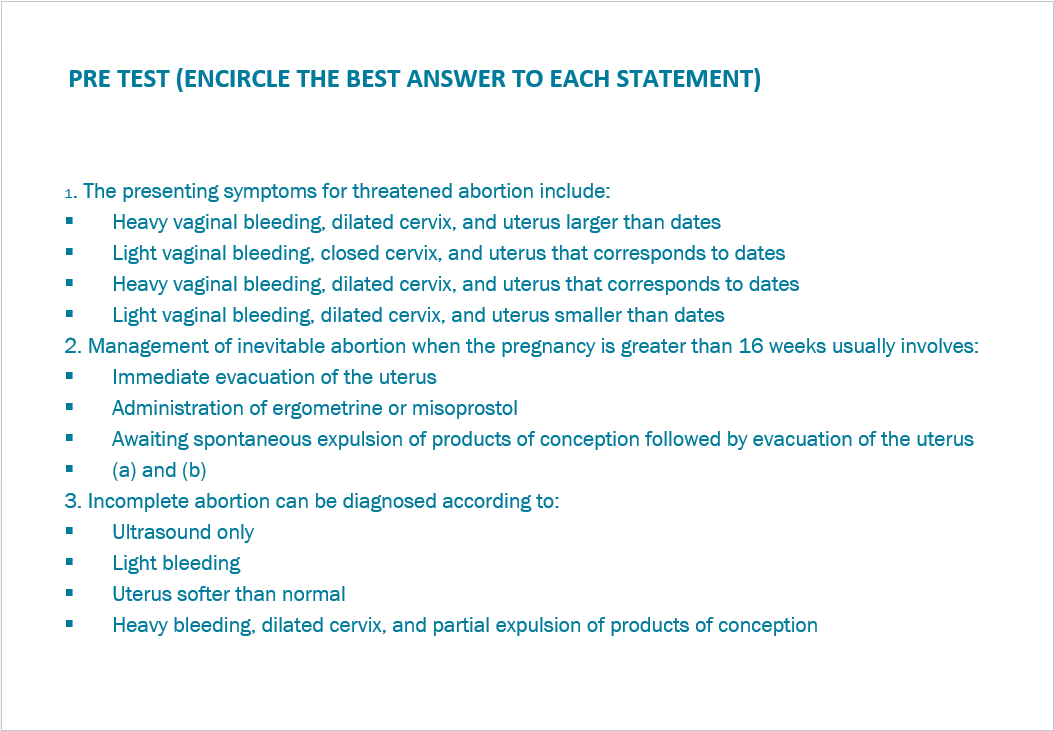 PRE TEST (ENCIRCLE THE BEST ANSWER TO EACH STATEMENT)
1. The presenting symptoms for threatened abortion include:
▪ Heavy vaginal bleeding, dilated cervix, and uterus larger than dates
▪ Light vaginal bleeding, closed cervix, and uterus that corresponds to dates
▪ Heavy vaginal bleeding, dilated cervix, and uterus that corresponds to dates
▪ Light vaginal bleeding, dilated cervix, and uterus smaller than dates
2. Management of inevitable abortion when the pregnancy is greater than 16 weeks usually involves:
▪ Immediate evacuation of the uterus
▪ Administration of ergometrine or misoprostol
▪ Awaiting spontaneous expulsion of products of conception followed by evacuation of the uterus
▪ (a) and (b)
3. Incomplete abortion can be diagnosed according to:
▪ Ultrasound only
▪ Light bleeding
▪ Uterus softer than normal
▪ Heavy bleeding, dilated cervix, and partial expulsion of products of conception